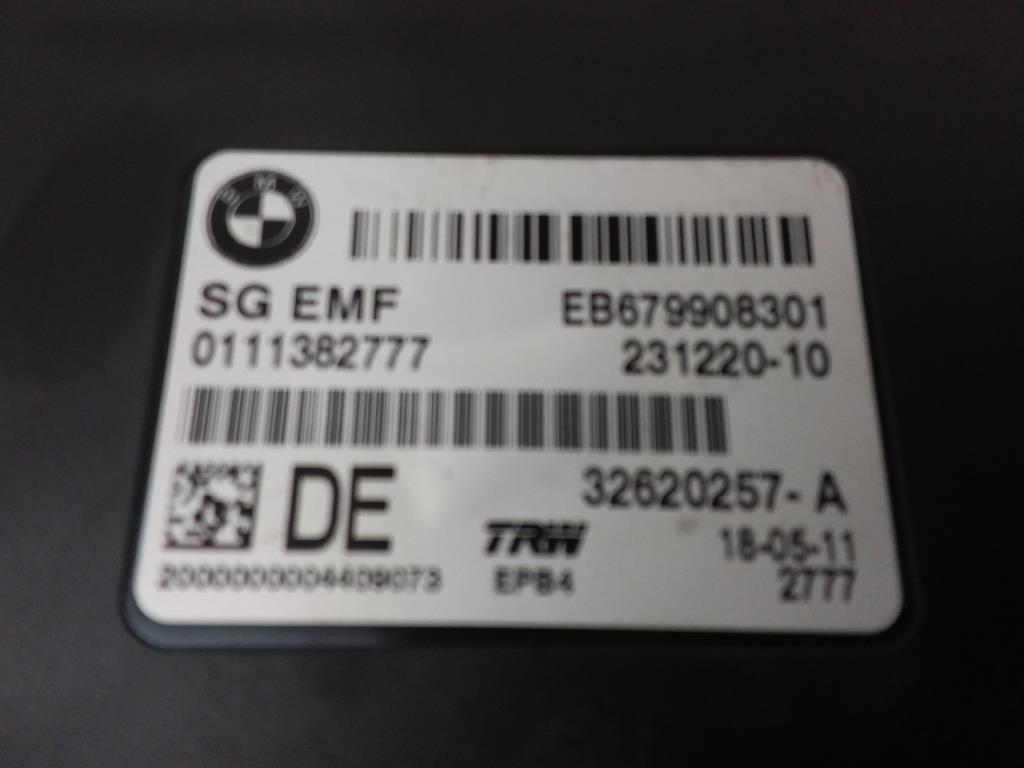 BMW
SG EMF EB679908301
0111382777 231220-10
DE 32620257-A
TRW 18-05-11
2000000004409073 EPB4 2777